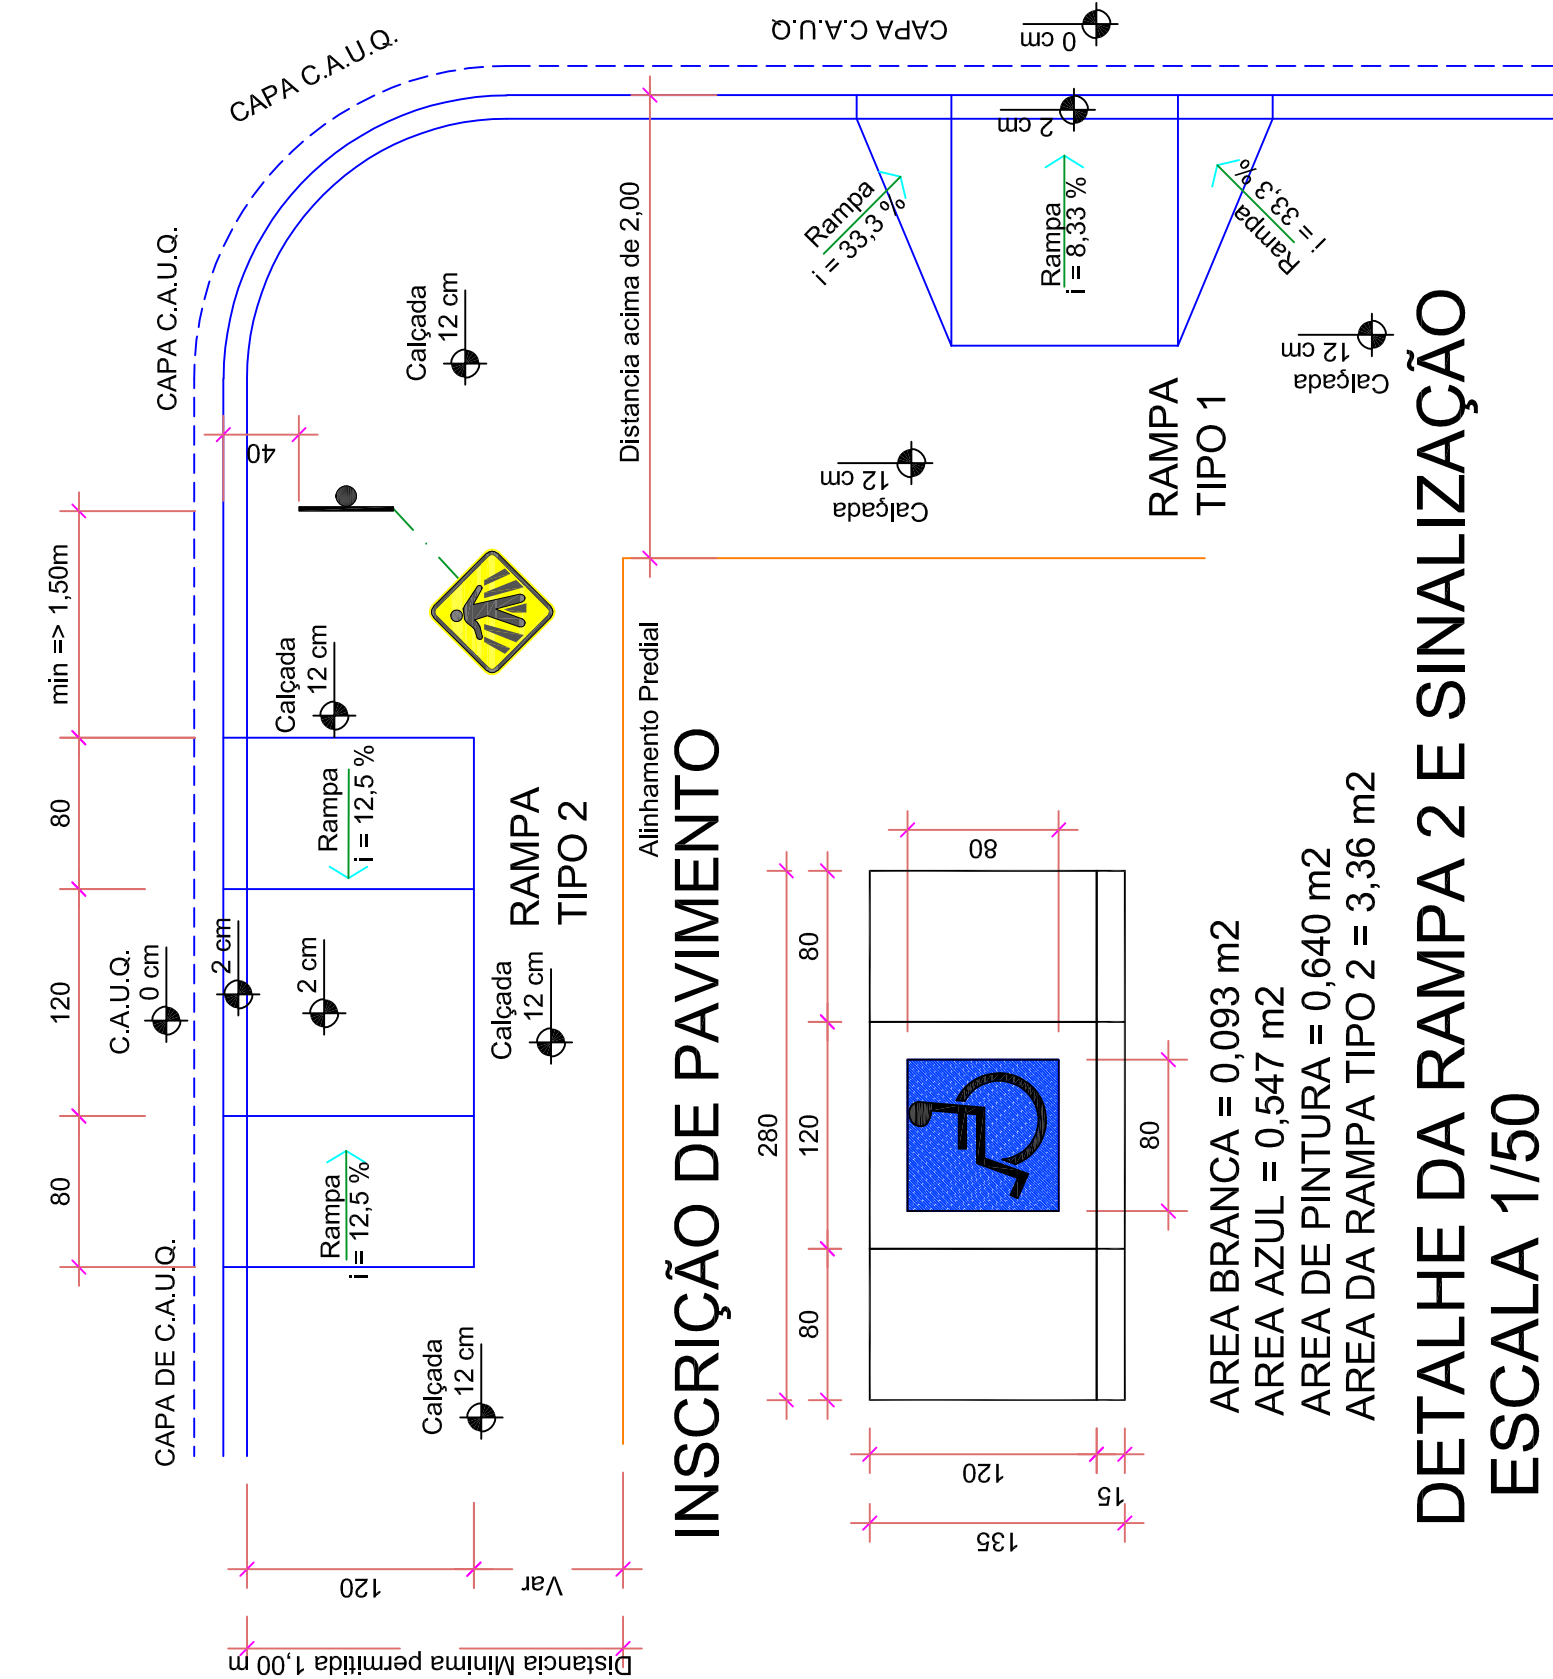 CAPA DE C.A.U.Q.
CAPA C.A.U.Q.
CAPA C.A.U.Q.
CAPA C.A.U.Q
80
120
80
min => 1,50m
40
C.A.U.Q.
0 cm
2 cm
2 cm
0 cm
2 cm
Rampa
i = 12,5 %
Rampa
i = 12,5 %
Calçada
12 cm
Calçada
12 cm
Calçada
12 cm
Calçada
12 cm
RAMPA
TIPO 2
Alinhamento Predial
Distancia acima de 2,00
120
Var
Distancia Minima permitida 1,00 m
Rampa
i = 33,3 %
Rampa
i = 8,33 %
Rampa
i = 33,3 %
Calçada
12 cm
Calçada
12 cm
RAMPA
TIPO 1
INSCRIÇÃO DE PAVIMENTO
280
80
120
80
80
80
120
15
135
AREA BRANCA = 0,093 m2
AREA AZUL = 0,547 m2
AREA DE PINTURA = 0,640 m2
AREA DA RAMPA TIPO 2 = 3,36 m2
DETALHE DA RAMPA 2 E SINALIZAÇÃO
ESCALA 1/50